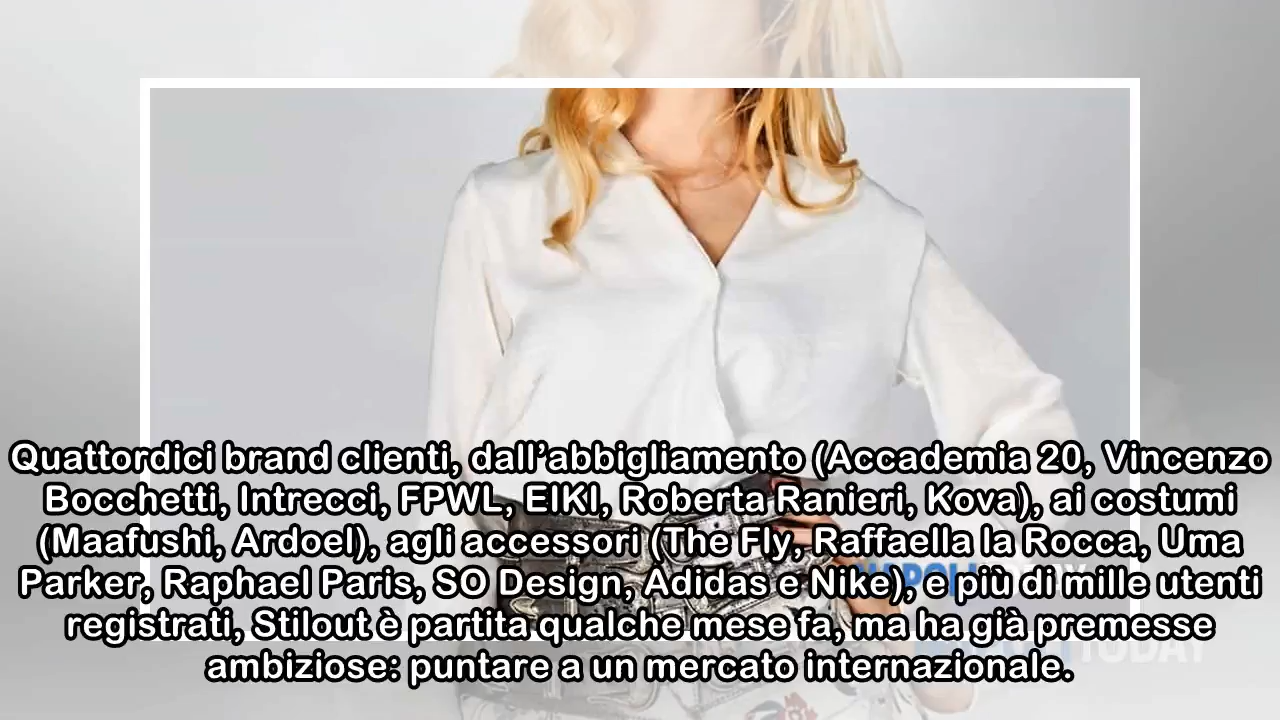 Quattordici brand clienti, dall’abbigliamento (Accademia 20, Vincenzo
Bocchetti, Intrecci, FPWL, EIKI, Roberta Ranieri, Kova), ai costumi
(Maafushi, Ardoel), agli accessori (The Fly, Raffaella la Rocca, Uma
Parker, Raphael Paris, SO Design, Adidas e Nike), e più di mille utenti
registrati, Stilout è partita qualche mese fa, ma ha già premesse
ambiziose: puntare a un mercato internazionale.
TODAY